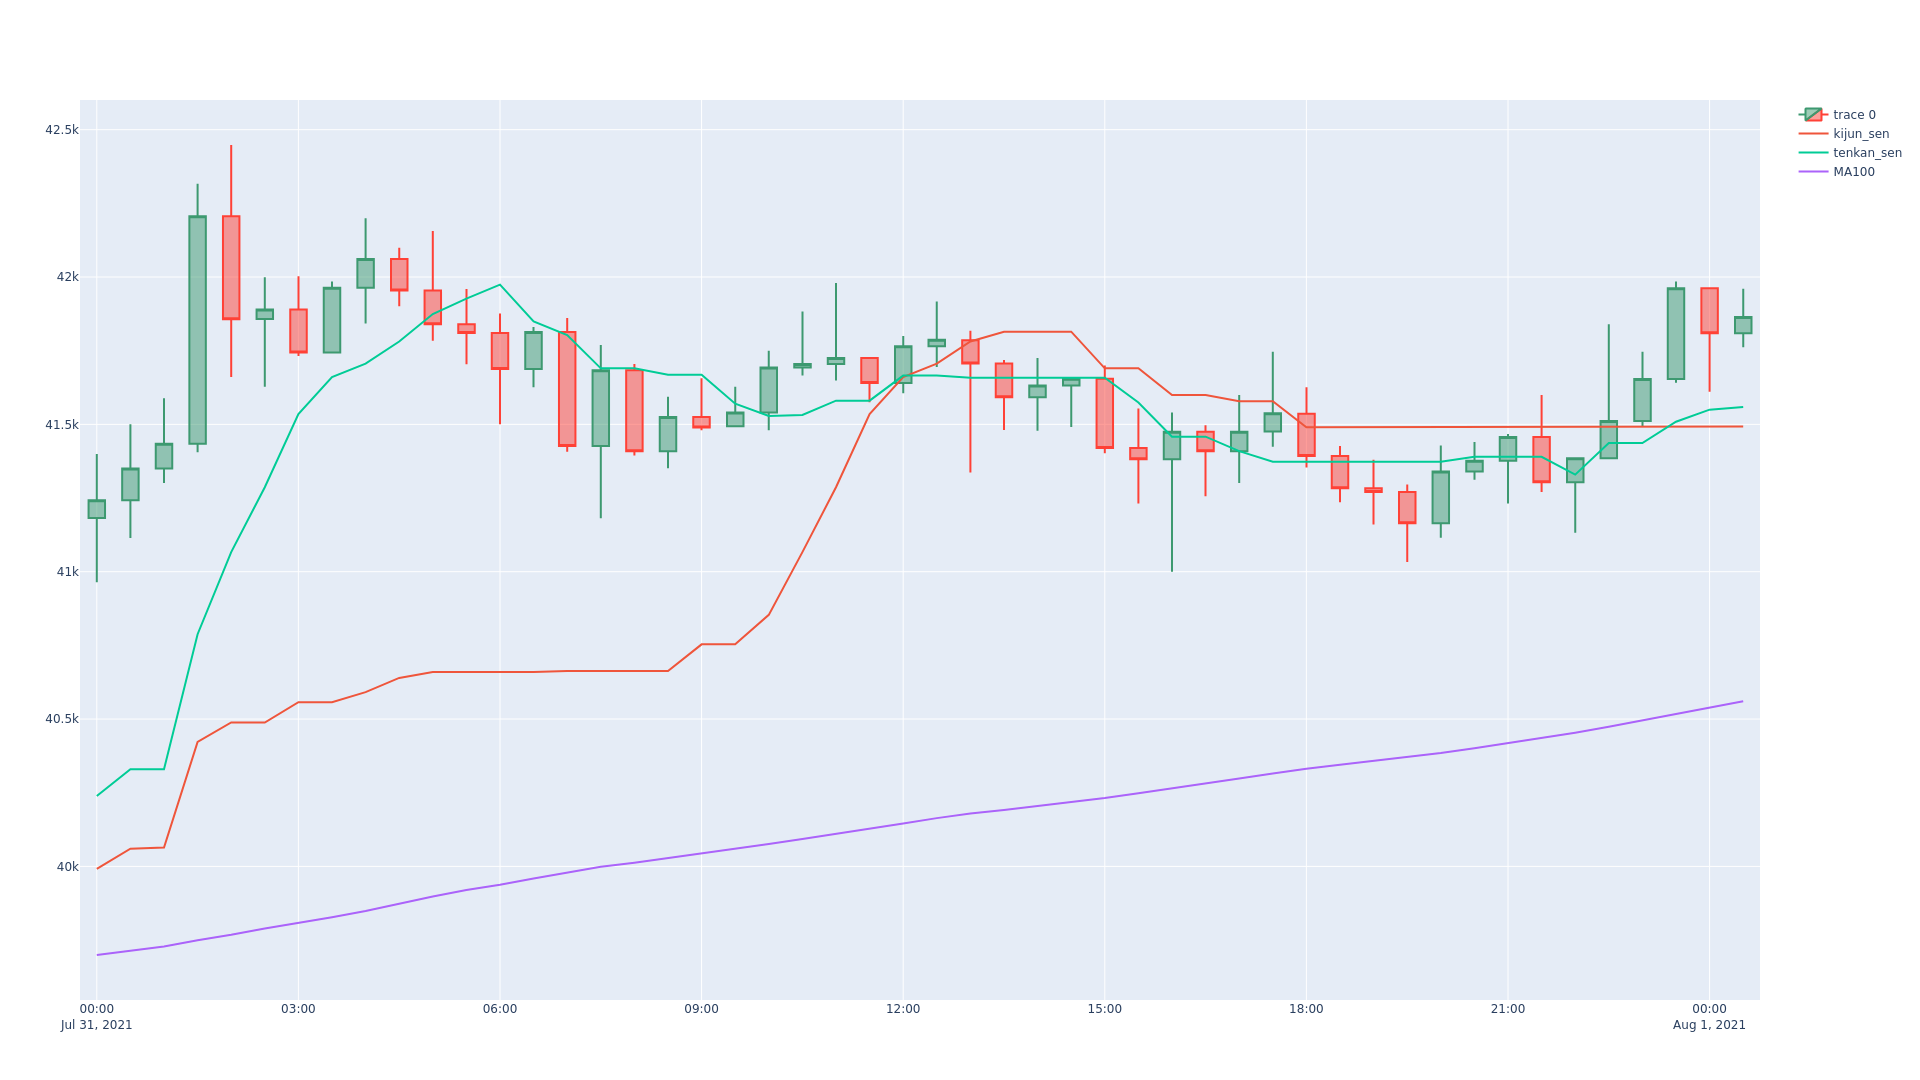 trace 0
kijun_sen
tenkan_sen
MA100
42.5k
42k
41.5k
41k
40.5k
40k
00:00 03:00 06:00 09:00 12:00 15:00 18:00 21:00 00:00
Jul 31, 2021 Aug 1, 2021